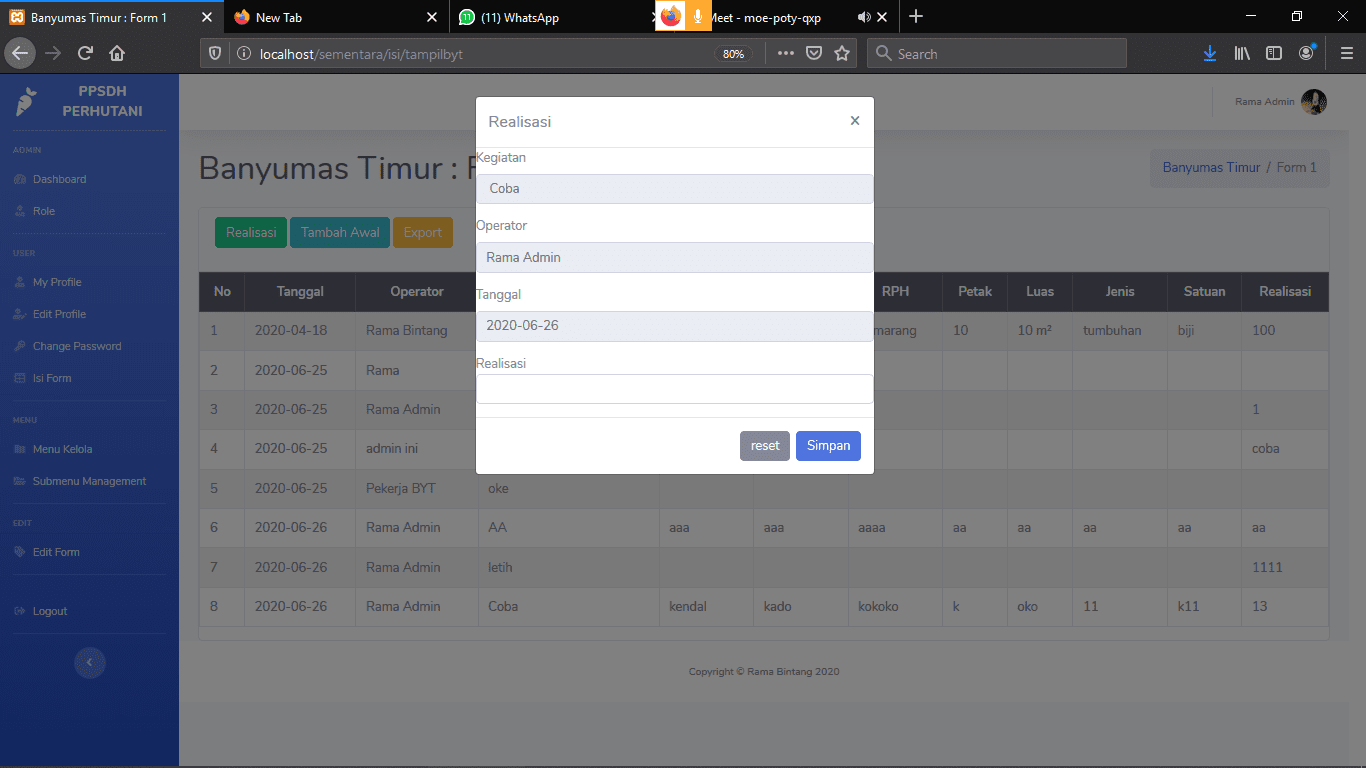 Banyumas Timur : Form 1
New Tab
(11) WhatsApp
Meet - moe-poty-qxp
localhost/sementara/isi/tampilbyt
80%
Search
PPSDH
PERHUTANI
Rama Admin
ADMIN
Dashboard
Role
USER
My Profile
Edit Profile
Change Password
Isi Form
MENU
Menu Kelola
Submenu Management
EDIT
Edit Form
Logout
Banyumas Timur : F
Banyumas Timur / Form 1
Realisasi Tambah Awal Export
Realisasi ×
Kegiatan
Coba
Operator
Rama Admin
Tanggal
2020-06-26
Realisasi
reset Simpan
No Tanggal Operator RPH Petak Luas Jenis Satuan Realisasi
1 2020-04-18 Rama Bintang marang 10 10 m² tumbuhan biji 100
2 2020-06-25 Rama
3 2020-06-25 Rama Admin 1
4 2020-06-25 admin ini coba
5 2020-06-25 Pekerja BYT oke
6 2020-06-26 Rama Admin AA aaa aaa aaaa aa aa aa aa aa
7 2020-06-26 Rama Admin letih 1111
8 2020-06-26 Rama Admin Coba kendal kado kokoko k oko 11 k11 13
Copyright © Rama Bintang 2020